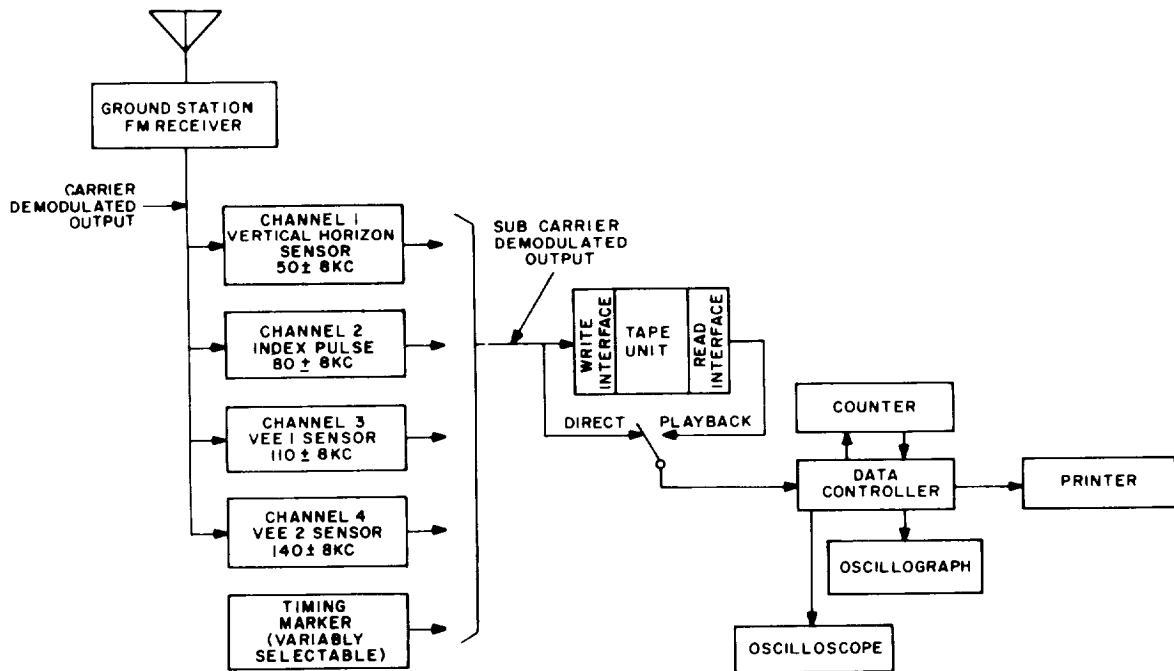 GROUND STATION
FM RECEIVER
CARRIER
DEMODULATED
OUTPUT
CHANNEL 1
VERTICAL HORIZON
SENSOR
50± 8KC
CHANNEL 2
INDEX PULSE
80 ± 8KC
CHANNEL 3
VEE 1 SENSOR
110 ± 8KC
CHANNEL 4
VEE 2 SENSOR
140± 8KC
TIMING
MARKER
(VARIABLY
SELECTABLE)
SUB CARRIER
DEMODULATED
OUTPUT
WRITE
INTERFACE
TAPE
UNIT
READ
INTERFACE
DIRECT
PLAYBACK
COUNTER
DATA
CONTROLLER
PRINTER
OSCILLOGRAPH
OSCILLOSCOPE